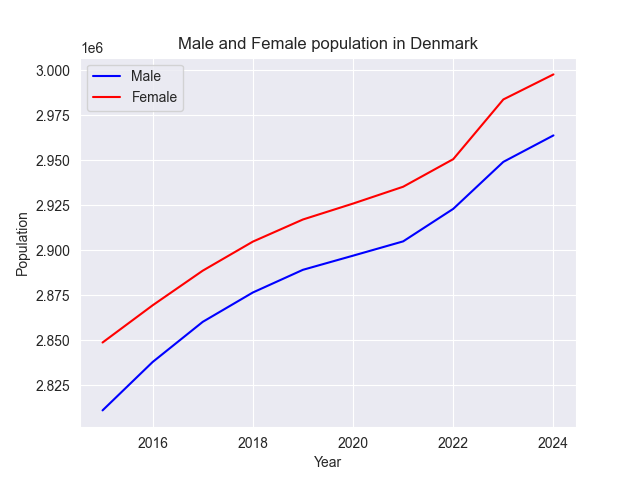 Male and Female population in Denmark
1e6
Male
Female
3.000
2.975
2.950
2.925
2.900
2.875
2.850
2.825
Population
2016 2018 2020 2022 2024
Year